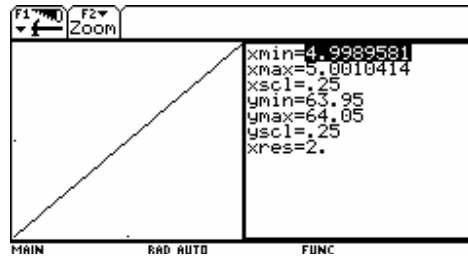 F1 F2
Zoom
xmin=4.9989581
xmax=5.0010414
xscl=.25
ymin=63.95
ymax=64.05
yscl=.25
xres=2.
MAIN RAD AUTO FUNC